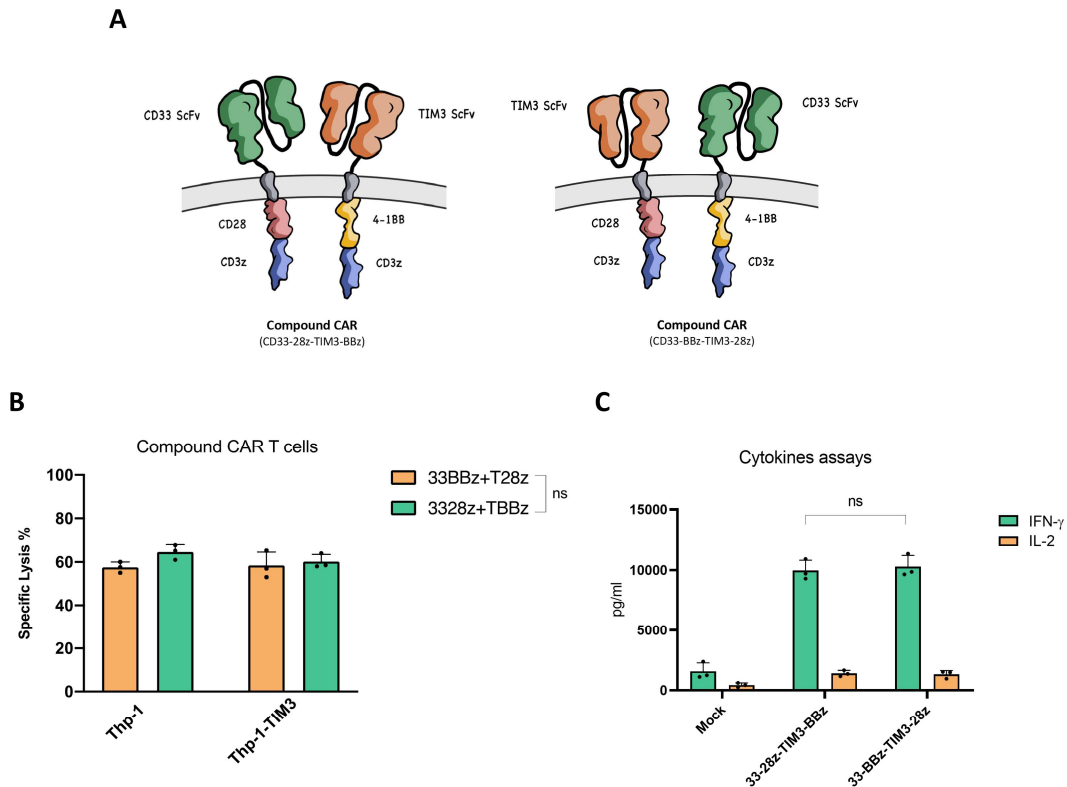 A
CD33 ScFv
TIM3 ScFv
CD28
4-1BB
CD3z
CD3z
Compound CAR
(CD33-28z-TIM3-BBz)
TIM3 ScFv
CD33 ScFv
CD28
4-1BB
CD3z
CD3z
Compound CAR
(CD33-BBz-TIM3-28z)
B
Compound CAR T cells
Specific Lysis %
100
80
60
40
20
0
Thp-1
Thp-1-TIM3
33BBz+T28z
3328z+TBBz
ns
C
Cytokines assays
pg/ml
15000
10000
5000
0
ns
Mock
33-28z-TIM3-BBz
33-BBz-TIM3-28z
IFN-γ
IL-2